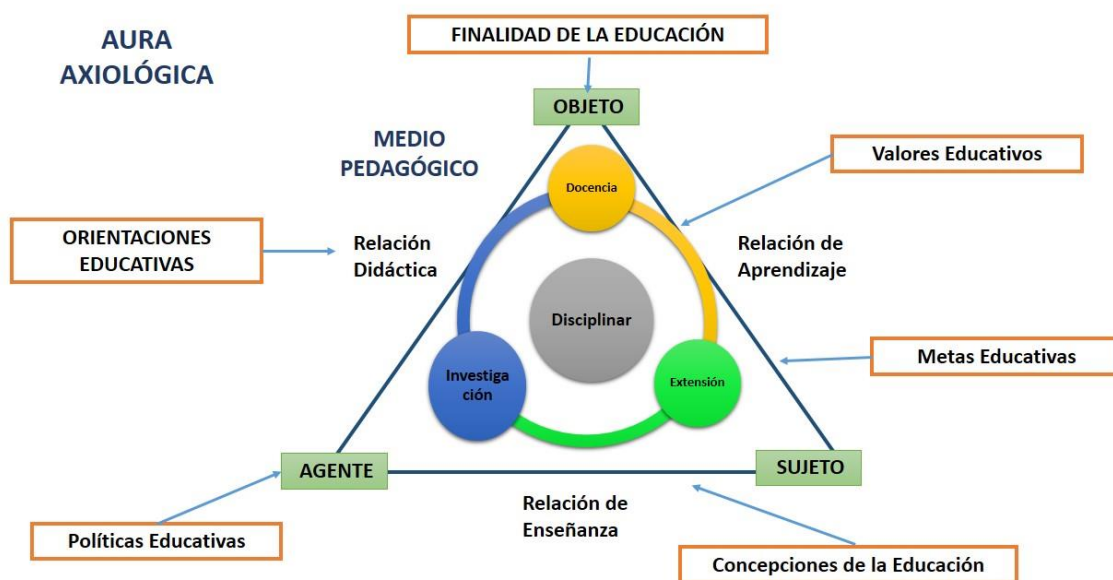 AURA
AXIOLÓGICA
FINALIDAD DE LA EDUCACIÓN
OBJETO
MEDIO
PEDAGÓGICO
Docencia
Valores Educativos
ORIENTACIONES
EDUCATIVAS
Relación
Didáctica
Relación de
Aprendizaje
Disciplinar
Metas Educativas
Investiga
ción
Extensión
AGENTE
SUJETO
Relación de
Enseñanza
Políticas Educativas
Concepciones de la Educación